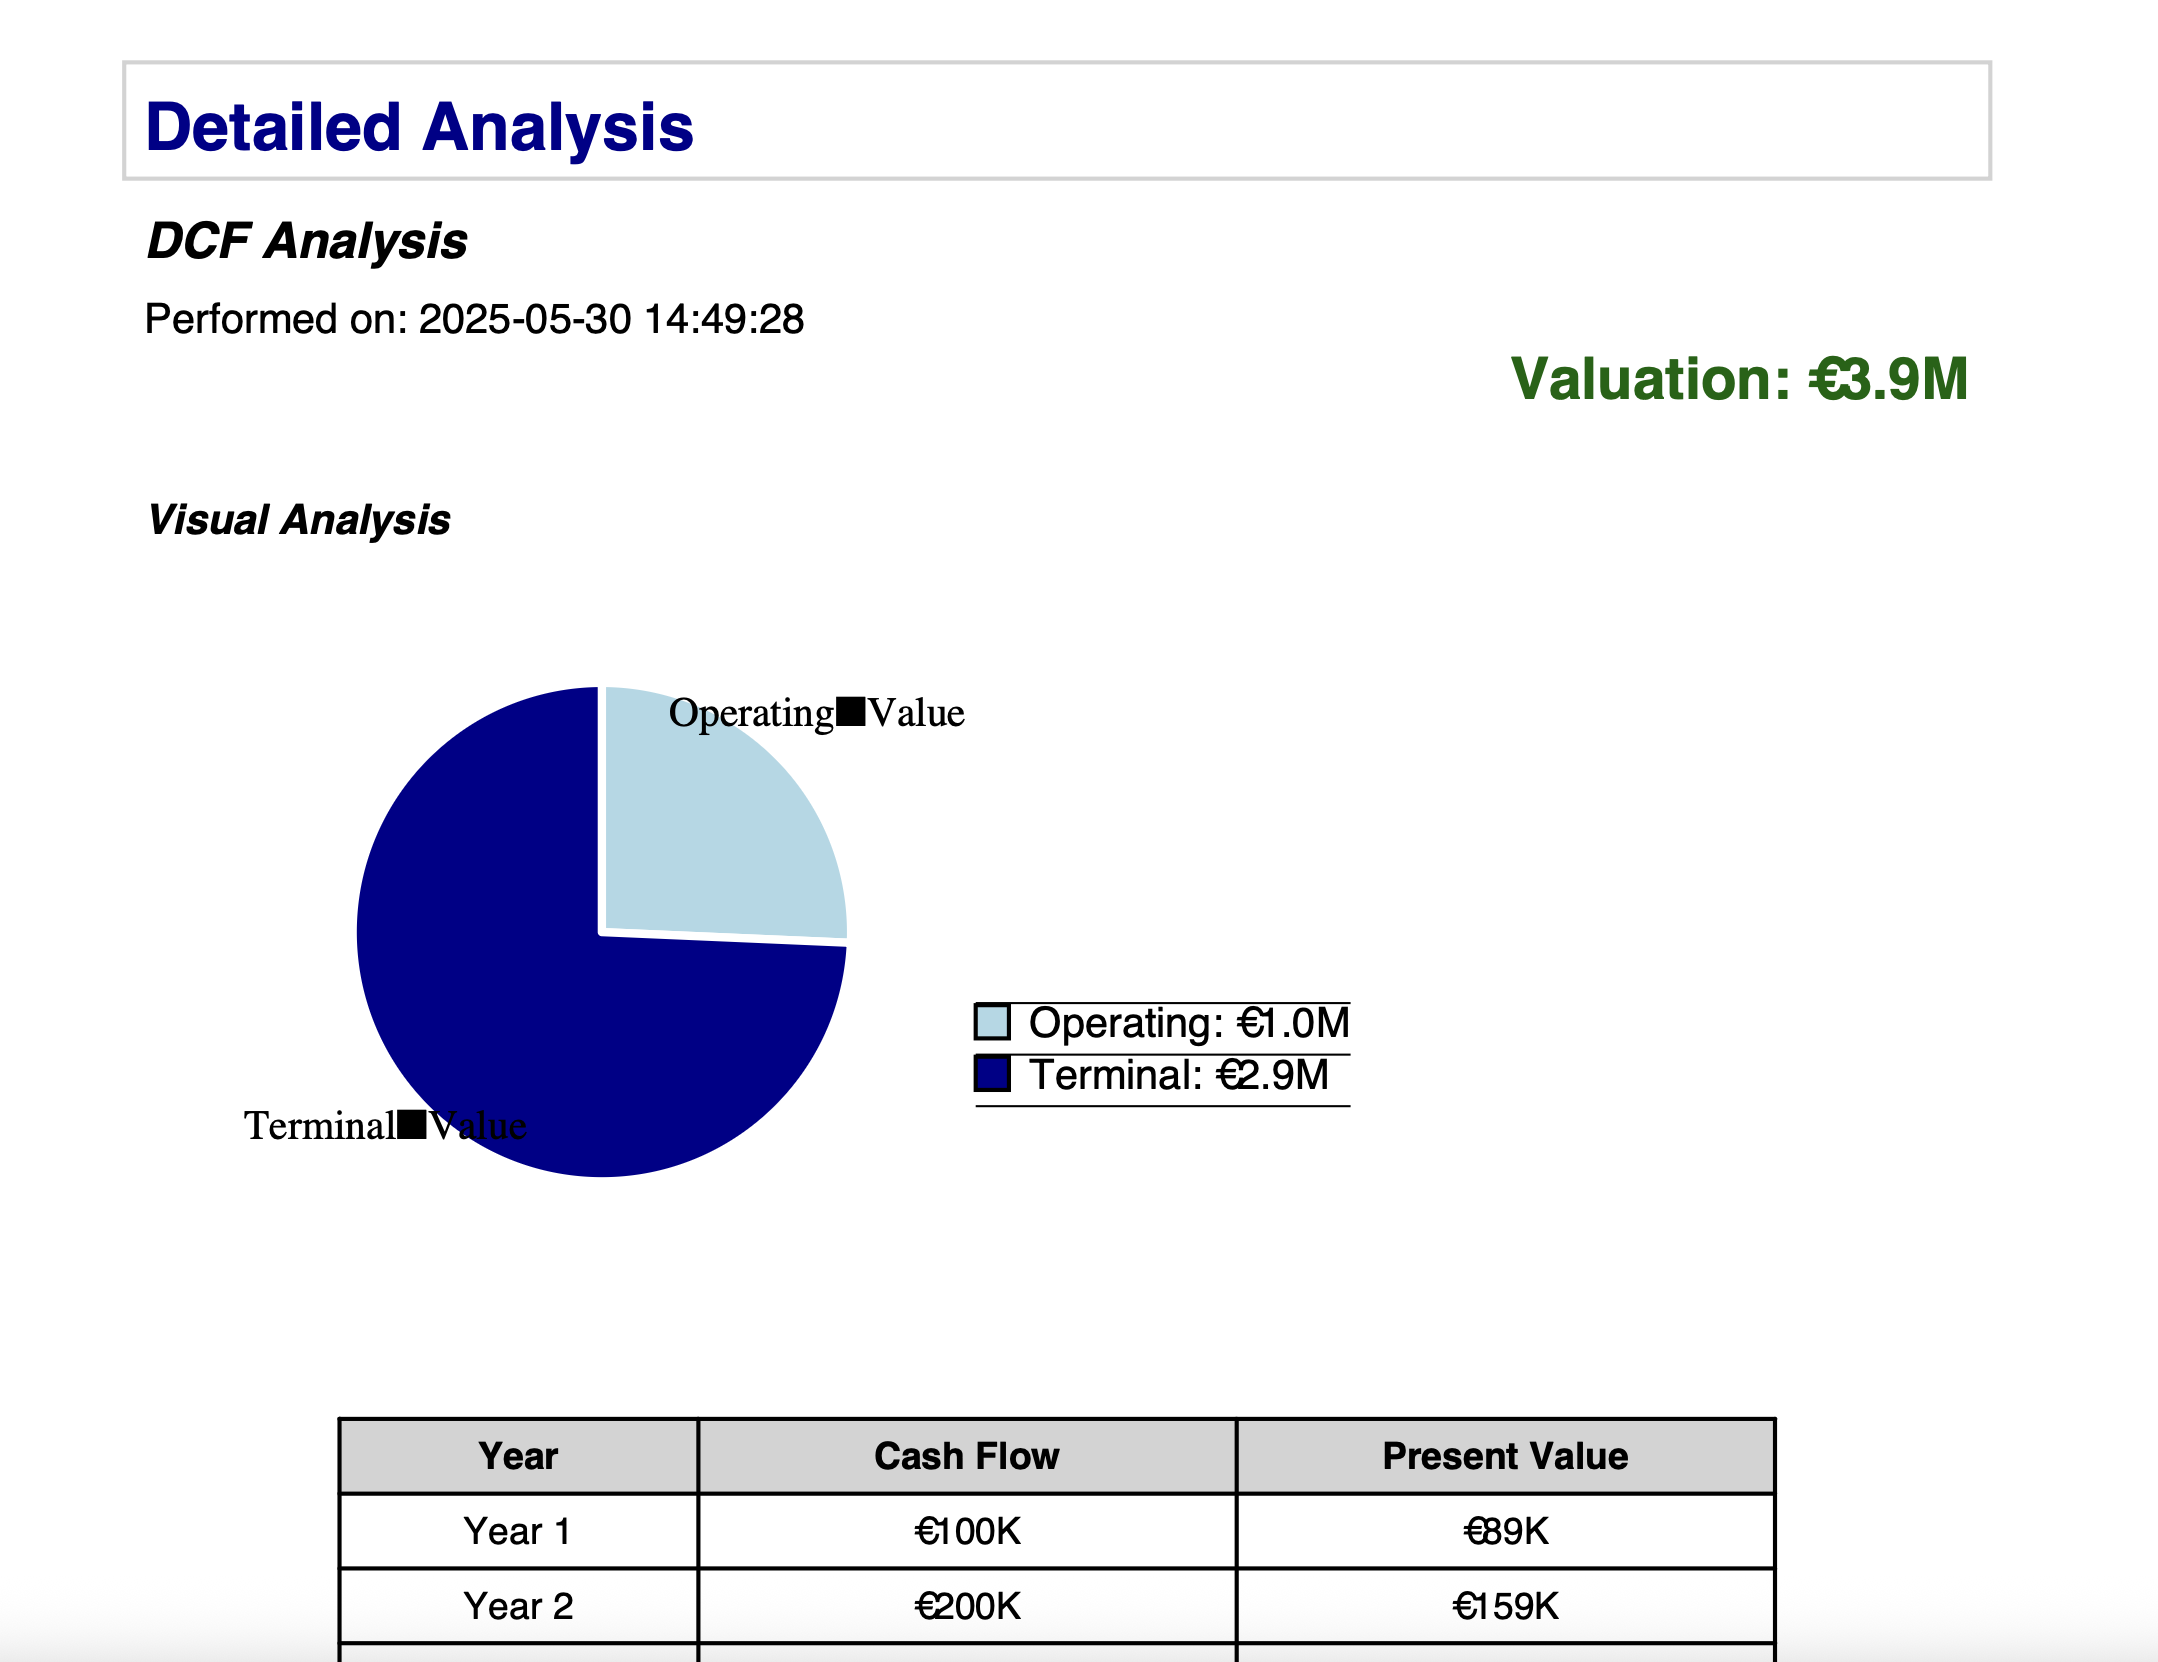 Detailed Analysis
DCF Analysis
Performed on: 2025-05-30 14:49:28
Valuation: €3.9M
Visual Analysis
Operating■Value
Terminal■Value
Operating: €1.0M
Terminal: €2.9M
Year Cash Flow Present Value
Year 1 €100K €89K
Year 2 €200K €159K